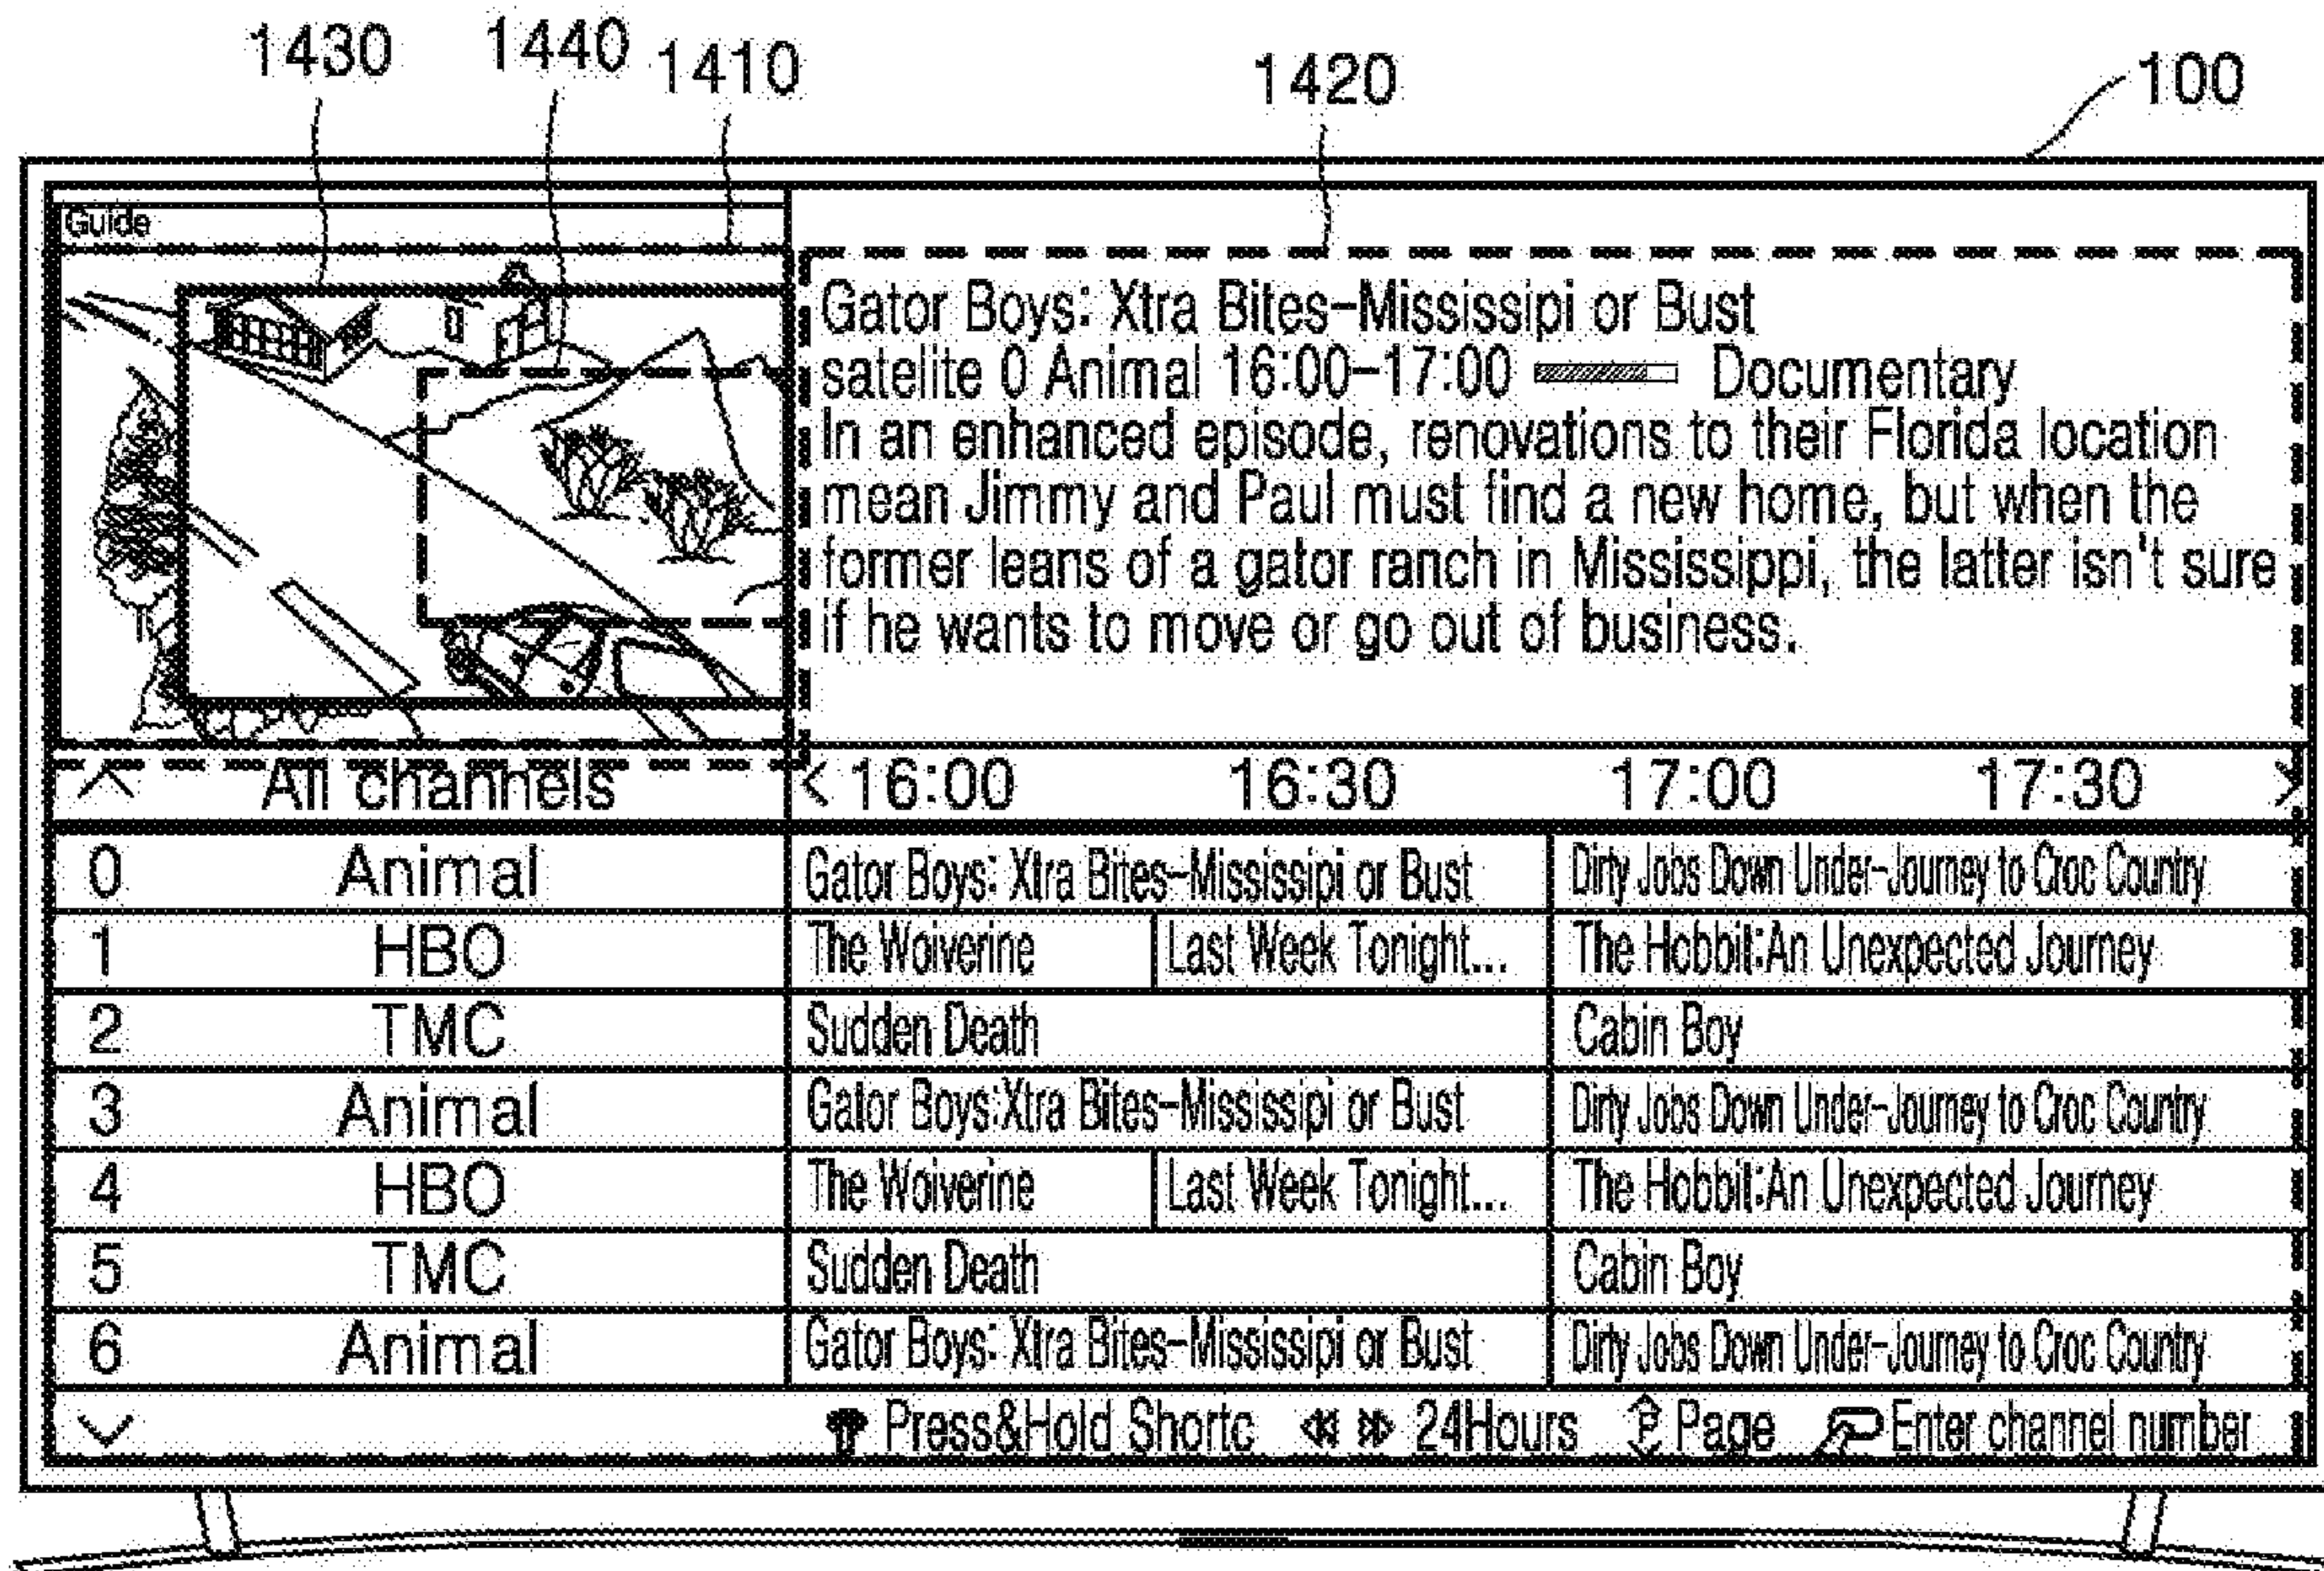 1430 1440 1410 1420 100
Guide
Gator Boys: Xtra Bites-Mississipi or Bust
satelite 0 Animal 16:00-17:00 Documentary
In an enhanced episode, renovations to their Florida location
mean Jimmy and Paul must find a new home, but when the
former leans of a gator ranch in Mississippi, the latter isn't sure
if he wants to move or go out of business.
All channels < 16:00 16:30 17:00 17:30 >
0 Animal Gator Boys: Xtra Bites-Mississipi or Bust Dirty Jobs Down Under-Journey to Croc Country
1 HBO The Woiverine Last Week Tonight... The Hobbit:An Unexpected Journey
2 TMC Sudden Death Cabin Boy
3 Animal Gator Boys:Xtra Bites-Mississipi or Bust Dirty Jobs Down Under-Journey to Croc Country
4 HBO The Woiverine Last Week Tonight... The Hobbit:An Unexpected Journey
5 TMC Sudden Death Cabin Boy
6 Animal Gator Boys: Xtra Bites-Mississipi or Bust Dirty Jobs Down Under-Journey to Croc Country
Press&Hold Shortc 24Hours P Page Enter channel number